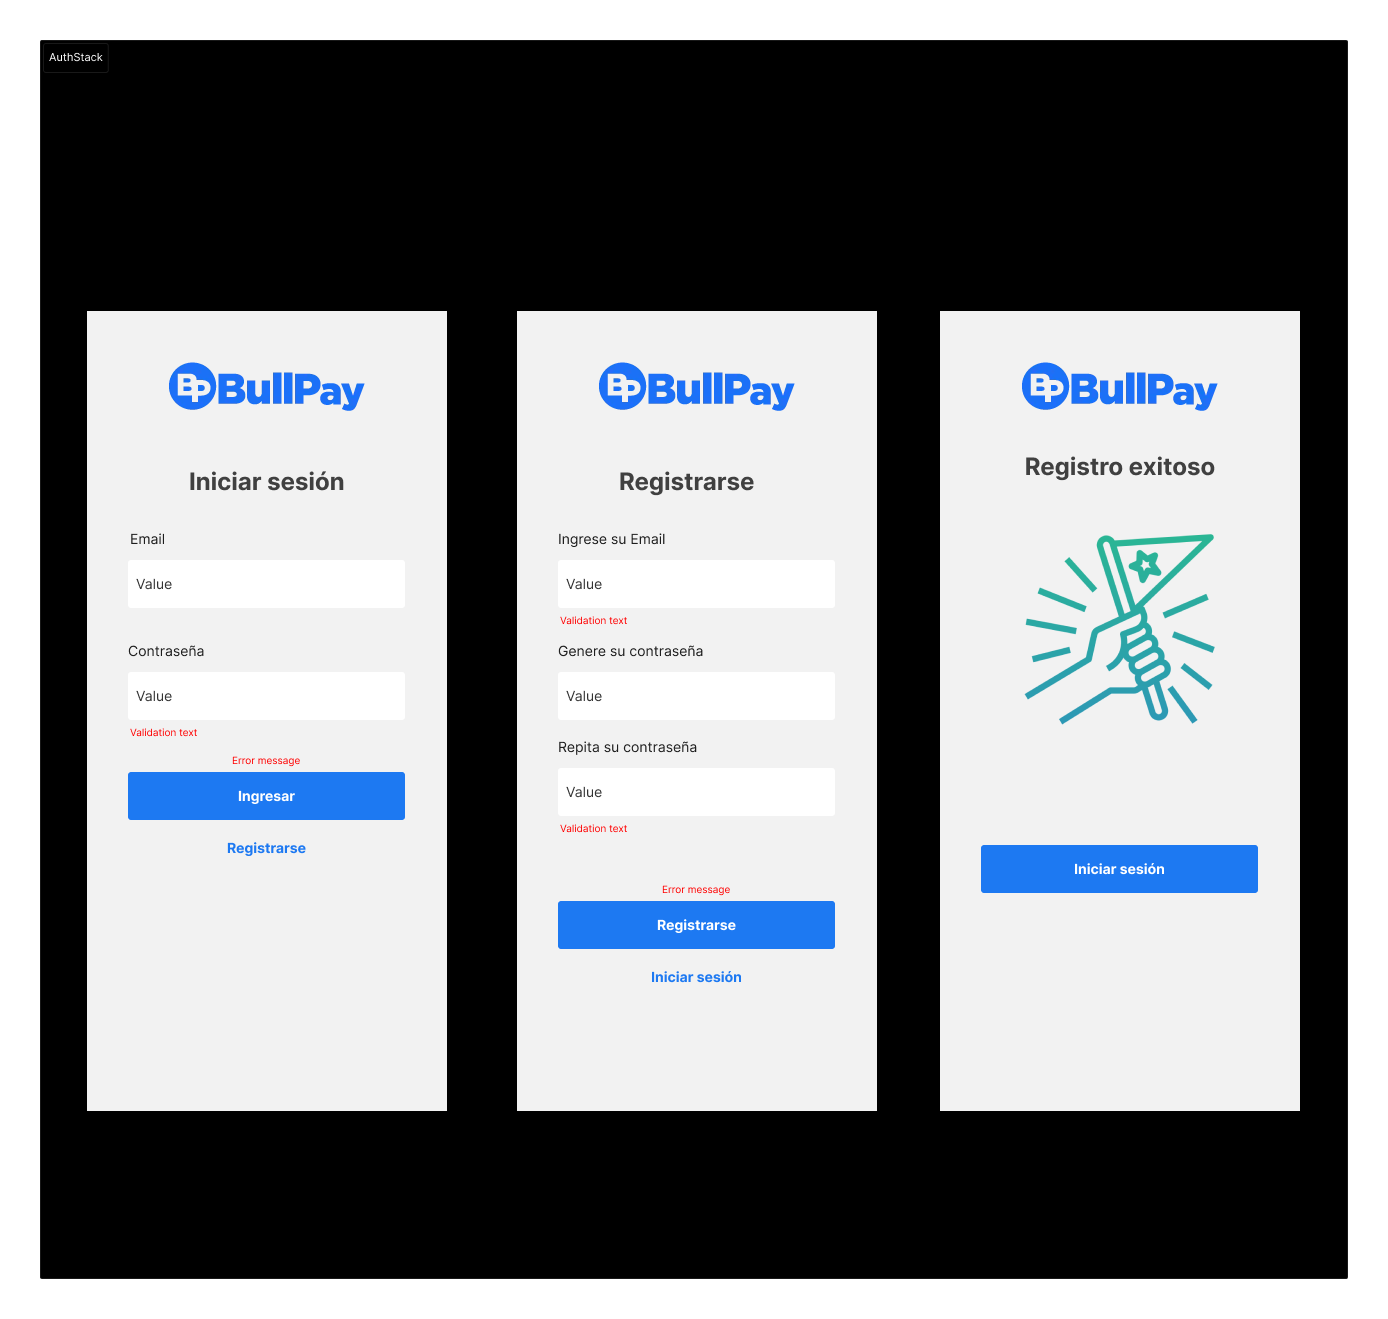 AuthStack
BP BullPay
Iniciar sesión
Email
Value
Contraseña
Value
Validation text
Error message
Ingresar
Registrarse
BP BullPay
Registrarse
Ingrese su Email
Value
Validation text
Genere su contraseña
Value
Repita su contraseña
Value
Validation text
Error message
Registrarse
Iniciar sesión
BP BullPay
Registro exitoso
Iniciar sesión